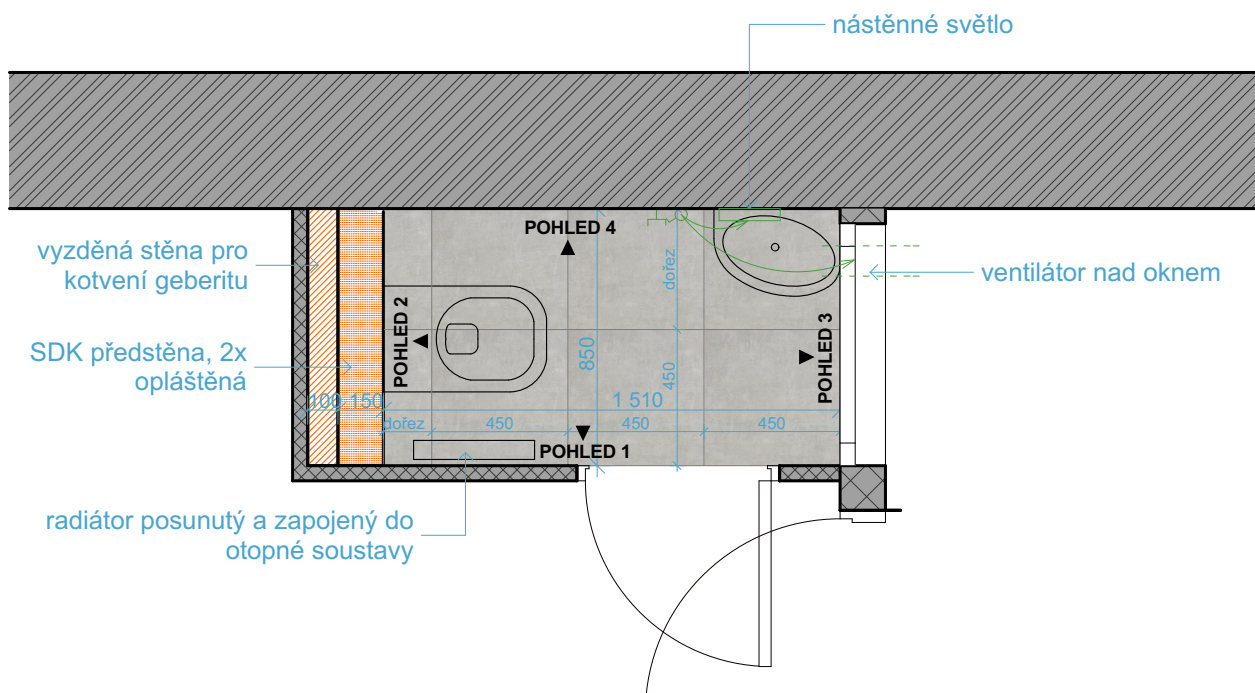 nástěnné světlo
vyzděná stěna pro
kotvení geberitu
POHLED 4
dořez
ventilátor nad oknem
SDK předstěna, 2x
opláštěná
POHLED 2
850
450
POHLED 3
100
150
1 510
dořez
450
450
450
POHLED 1
radiátor posunutý a zapojený do
otopné soustavy